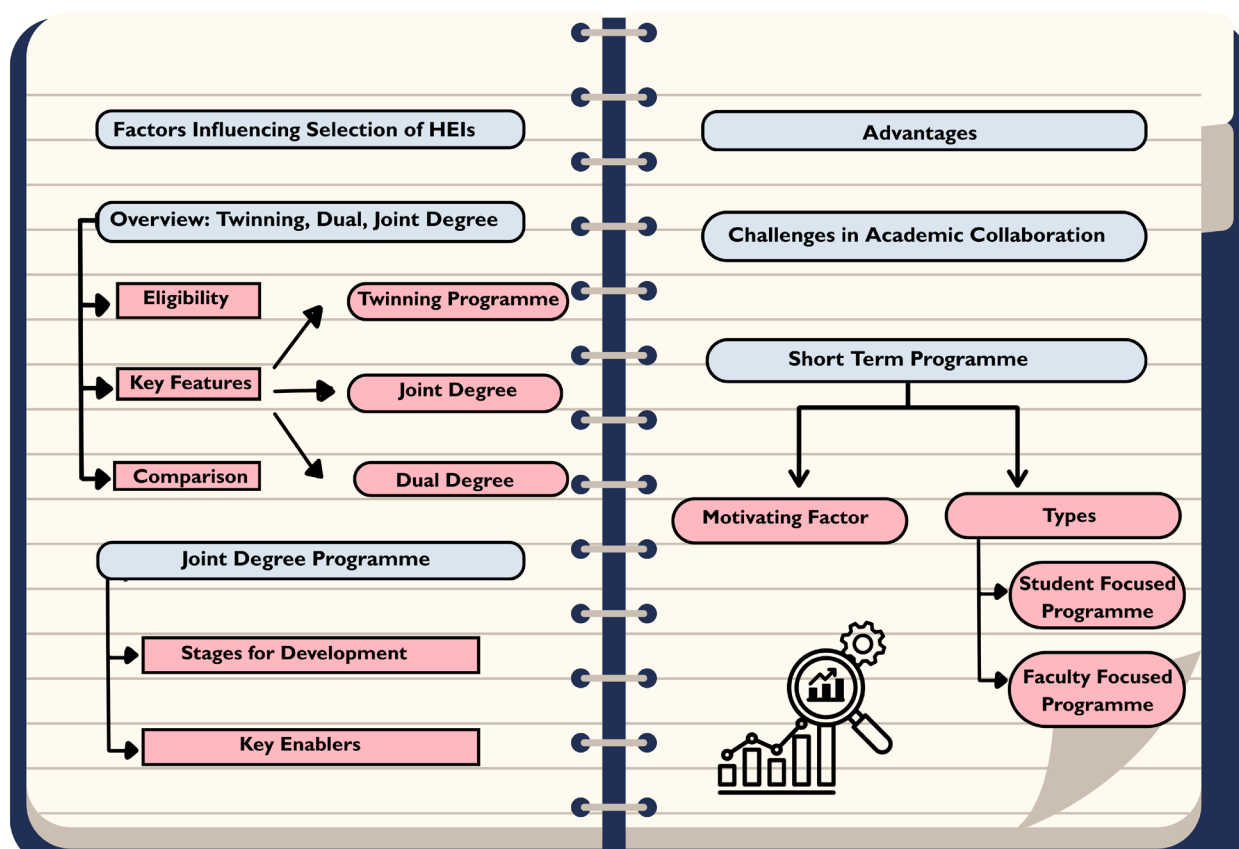 Factors Influencing Selection of HEIs
Overview: Twinning, Dual, Joint Degree
Eligibility
Twinning Programme
Key Features
Joint Degree
Comparison
Dual Degree
Joint Degree Programme
Stages for Development
Key Enablers
Advantages
Challenges in Academic Collaboration
Short Term Programme
Motivating Factor
Types
Student Focused
Programme
Faculty Focused
Programme